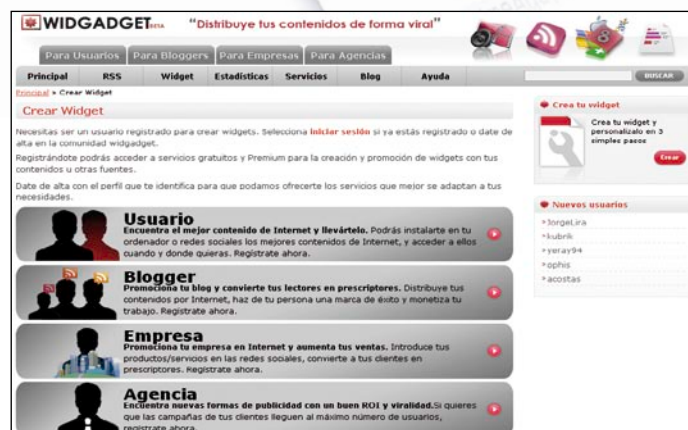 WIDGADGET BETA
"Distribuye tus contenidos de forma viral"
Para Usuarios Para Bloggers Para Empresas Para Agencias
Principal RSS Widget Estadísticas Servicios Blog Ayuda
BUSCAR
Principal » Crear Widget
Crear Widget
Necesitas ser un usuario registrado para crear widgets. Selecciona iniciar sesión si ya estás registrado o date de
alta en la comunidad widgadget.
Registrándote podrás acceder a servicios gratuitos y Premium para la creación y promoción de widgets con tus
contenidos u otras fuentes.
Date de alta con el perfil que te identifica para que podamos ofrecerte los servicios que mejor se adaptan a tus
necesidades.
Usuario
Encuentra el mejor contenido de Internet y llévartelo. Podrás instalarte en tu
ordenador o redes sociales los mejores contenidos de Internet, y acceder a ellos
cuando y donde quieras. Regístrate ahora.
Blogger
Promociona tu blog y convierte tus lectores en prescriptores. Distribuye tus
contenidos por Internet, haz de tu persona una marca de éxito y monetiza tu
trabajo. Regístrate ahora.
Empresa
Promociona tu empresa en Internet y aumenta tus ventas. Introduce tus
productos/servicios en las redes sociales, convierte a tus clientes en
prescriptores. Regístrate ahora.
Agencia
Encuentra nuevas formas de publicidad con un buen ROI y viralidad.Si quieres
que las campañas de tus clientes lleguen al máximo número de usuarios,
regístrate ahora.
Crea tu widget
Crea tu widget y
personalízalo en 3
simples pasos
Crear
Nuevos usuarios
JorgeLira
kubrik
yeray94
ophis
acostas